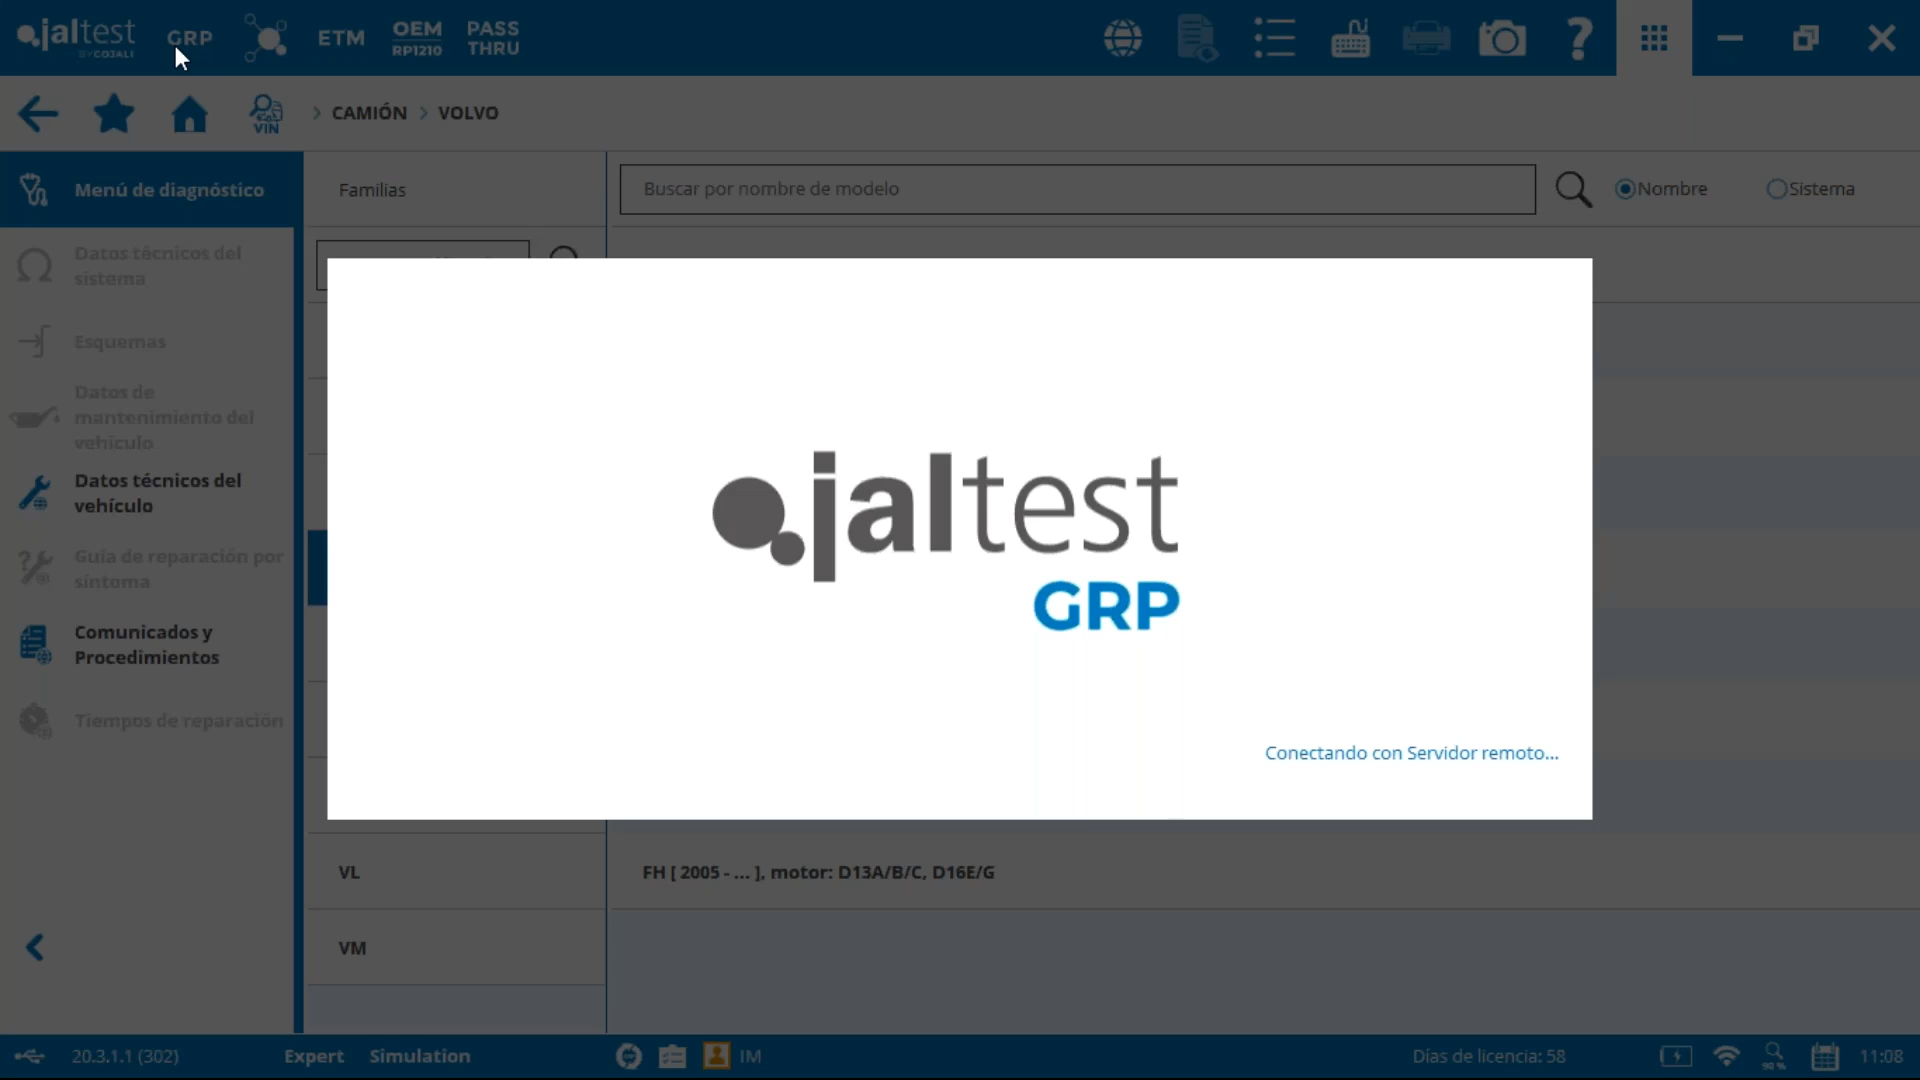 jaltest
BY COJALI
GRP
ETM
OEM
RP1210
PASS
THRU
VIN
CAMIÓN
VOLVO
Menú de diagnóstico
Familias
Buscar por nombre de modelo
Nombre
Sistema
Datos técnicos del
sistema
Esquemas
Datos de
mantenimiento del
vehículo
Datos técnicos del
vehículo
Guía de reparación por
síntoma
Comunicados y
Procedimientos
Tiempos de reparación
jaltest
GRP
Conectando con Servidor remoto...
VL
FH [ 2005 - ... ], motor: D13A/B/C, D16E/G
VM
20.3.1.1 (302)
Expert
Simulation
IM
Días de licencia: 58
90 %
11:08